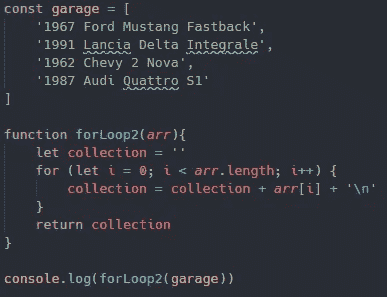 const garage = [
    '1967 Ford Mustang Fastback',
    '1991 Lancia Delta Integrale',
    '1962 Chevy 2 Nova',
    '1987 Audi Quattro S1'
]

function forLoop2(arr){
    let collection = ''
    for (let i = 0; i < arr.length; i++) {
        collection = collection + arr[i] + '\n'
    }
    return collection
}

console.log(forLoop2(garage))